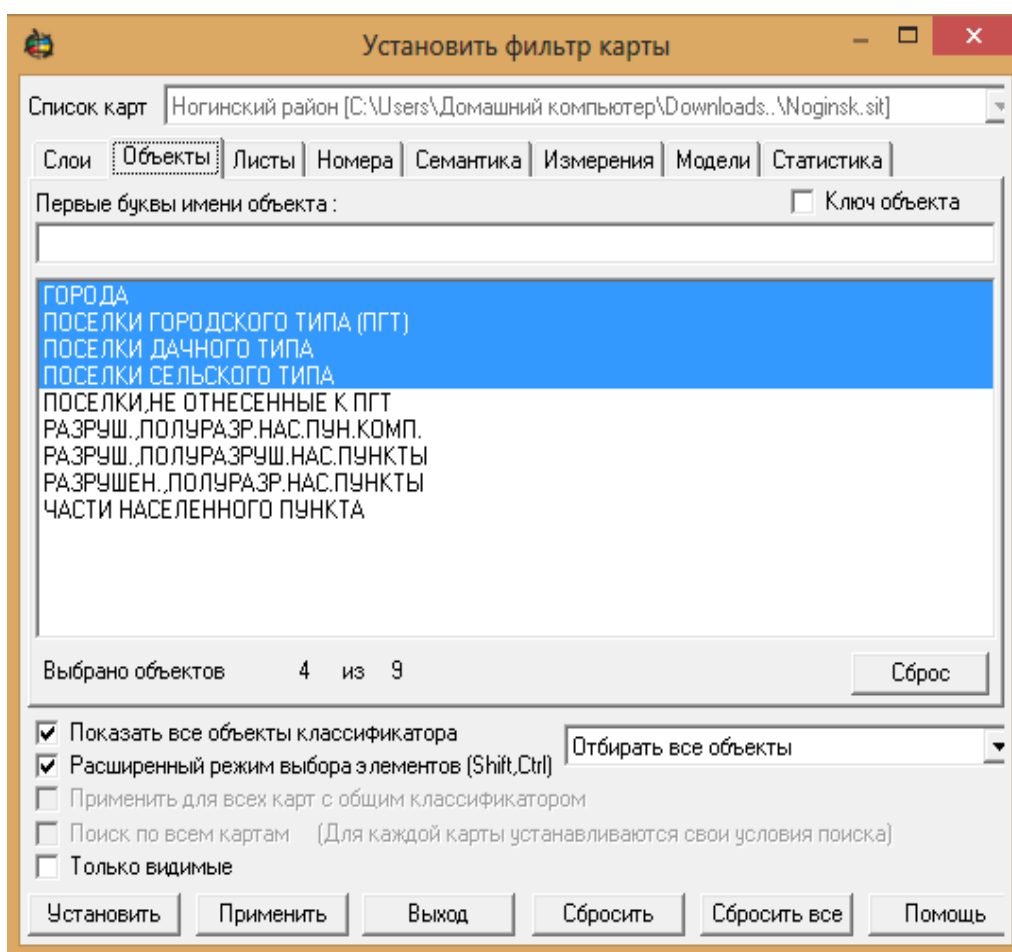 Установить фильтр карты
Список карт Ногинский район [C:\Users\Домашний компьютер\Downloads..\Noginsk.sit]
Слои Объекты Листы Номера Семантика Измерения Модели Статистика
Первые буквы имени объекта : Ключ объекта
ГОРОДА
ПОСЕЛКИ ГОРОДСКОГО ТИПА (ПГТ)
ПОСЕЛКИ ДАЧНОГО ТИПА
ПОСЕЛКИ СЕЛЬСКОГО ТИПА
ПОСЕЛКИ,НЕ ОТНЕСЕННЫЕ К ПГТ
РАЗРУШ.,ПОЛУРАЗР.НАС.ПУН.КОМП.
РАЗРУШ.,ПОЛУРАЗРУШ.НАС.ПУНКТЫ
РАЗРУШЕН.,ПОЛУРАЗР.НАС.ПУНКТЫ
ЧАСТИ НАСЕЛЕННОГО ПУНКТА
Выбрано объектов 4 из 9 Сброс
Показать все объекты классификатора
Отбирать все объекты
Расширенный режим выбора элементов (Shift,Ctrl)
Применить для всех карт с общим классификатором
Поиск по всем картам (Для каждой карты устанавливаются свои условия поиска)
Только видимые
Установить Применить Выход Сбросить Сбросить все Помощь